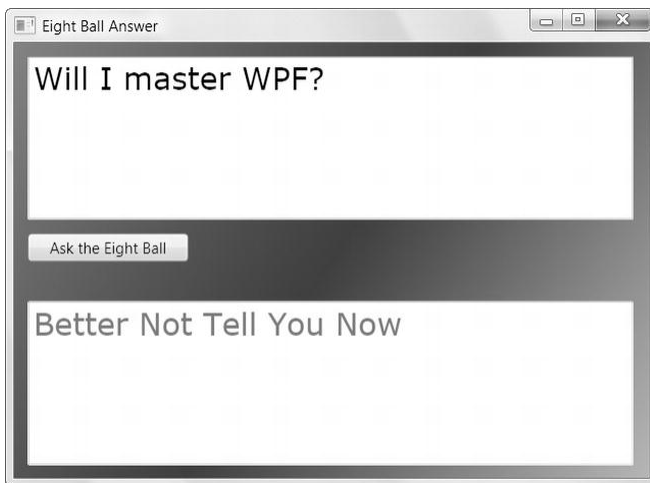 Eight Ball Answer
Will I master WPF?
Ask the Eight Ball
Better Not Tell You Now